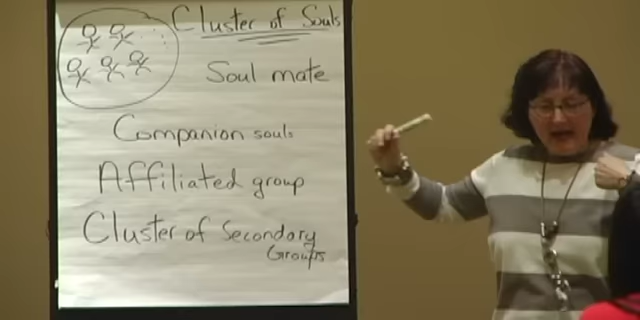 Cluster of Souls
Soul mate
Companion souls
Affiliated group
Cluster of Secondary
Groups